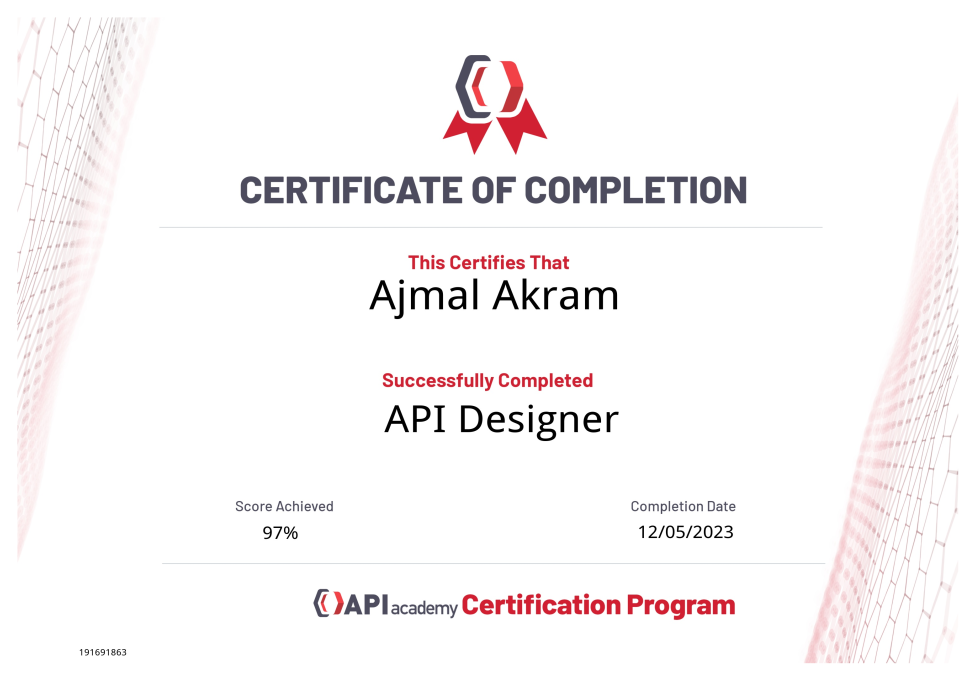 CERTIFICATE OF COMPLETION
This Certifies That
Ajmal Akram
Successfully Completed
API Designer
Score Achieved
97%
Completion Date
12/05/2023
API academy Certification Program
191691863